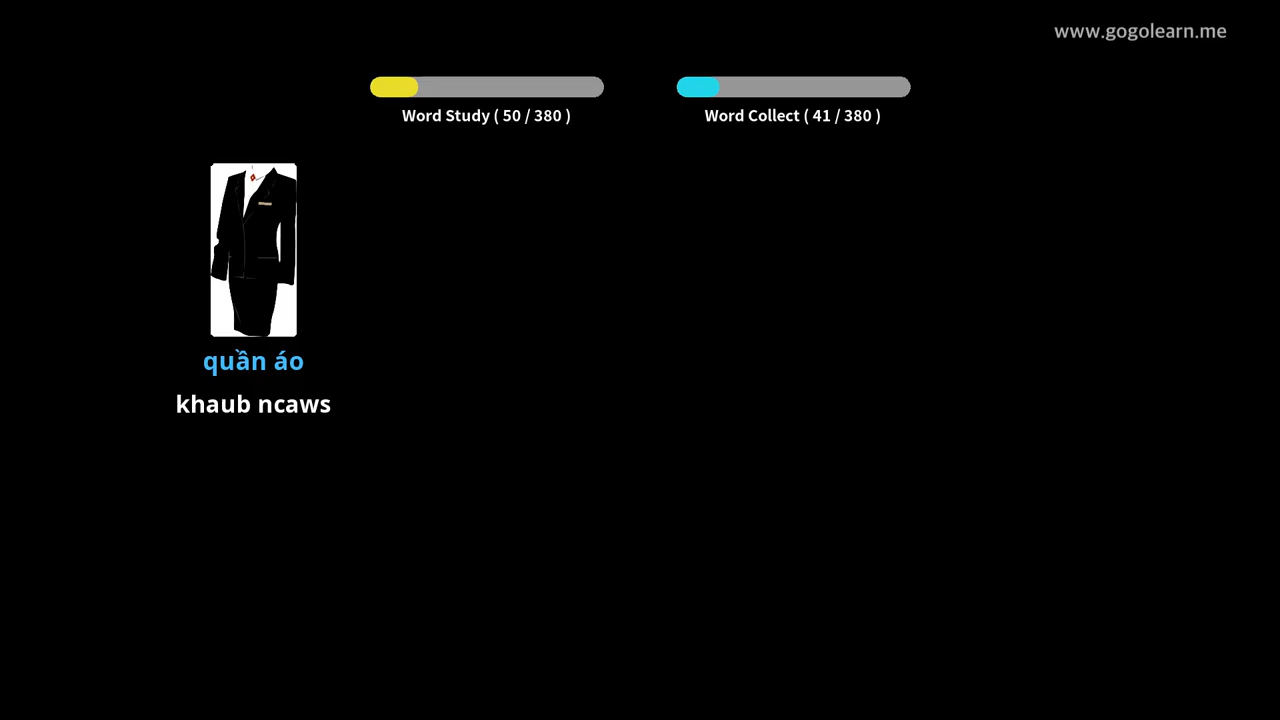 www.gogolearn.me
Word Study ( 50 / 380 )
Word Collect ( 41 / 380 )
quần áo
khaub ncaws